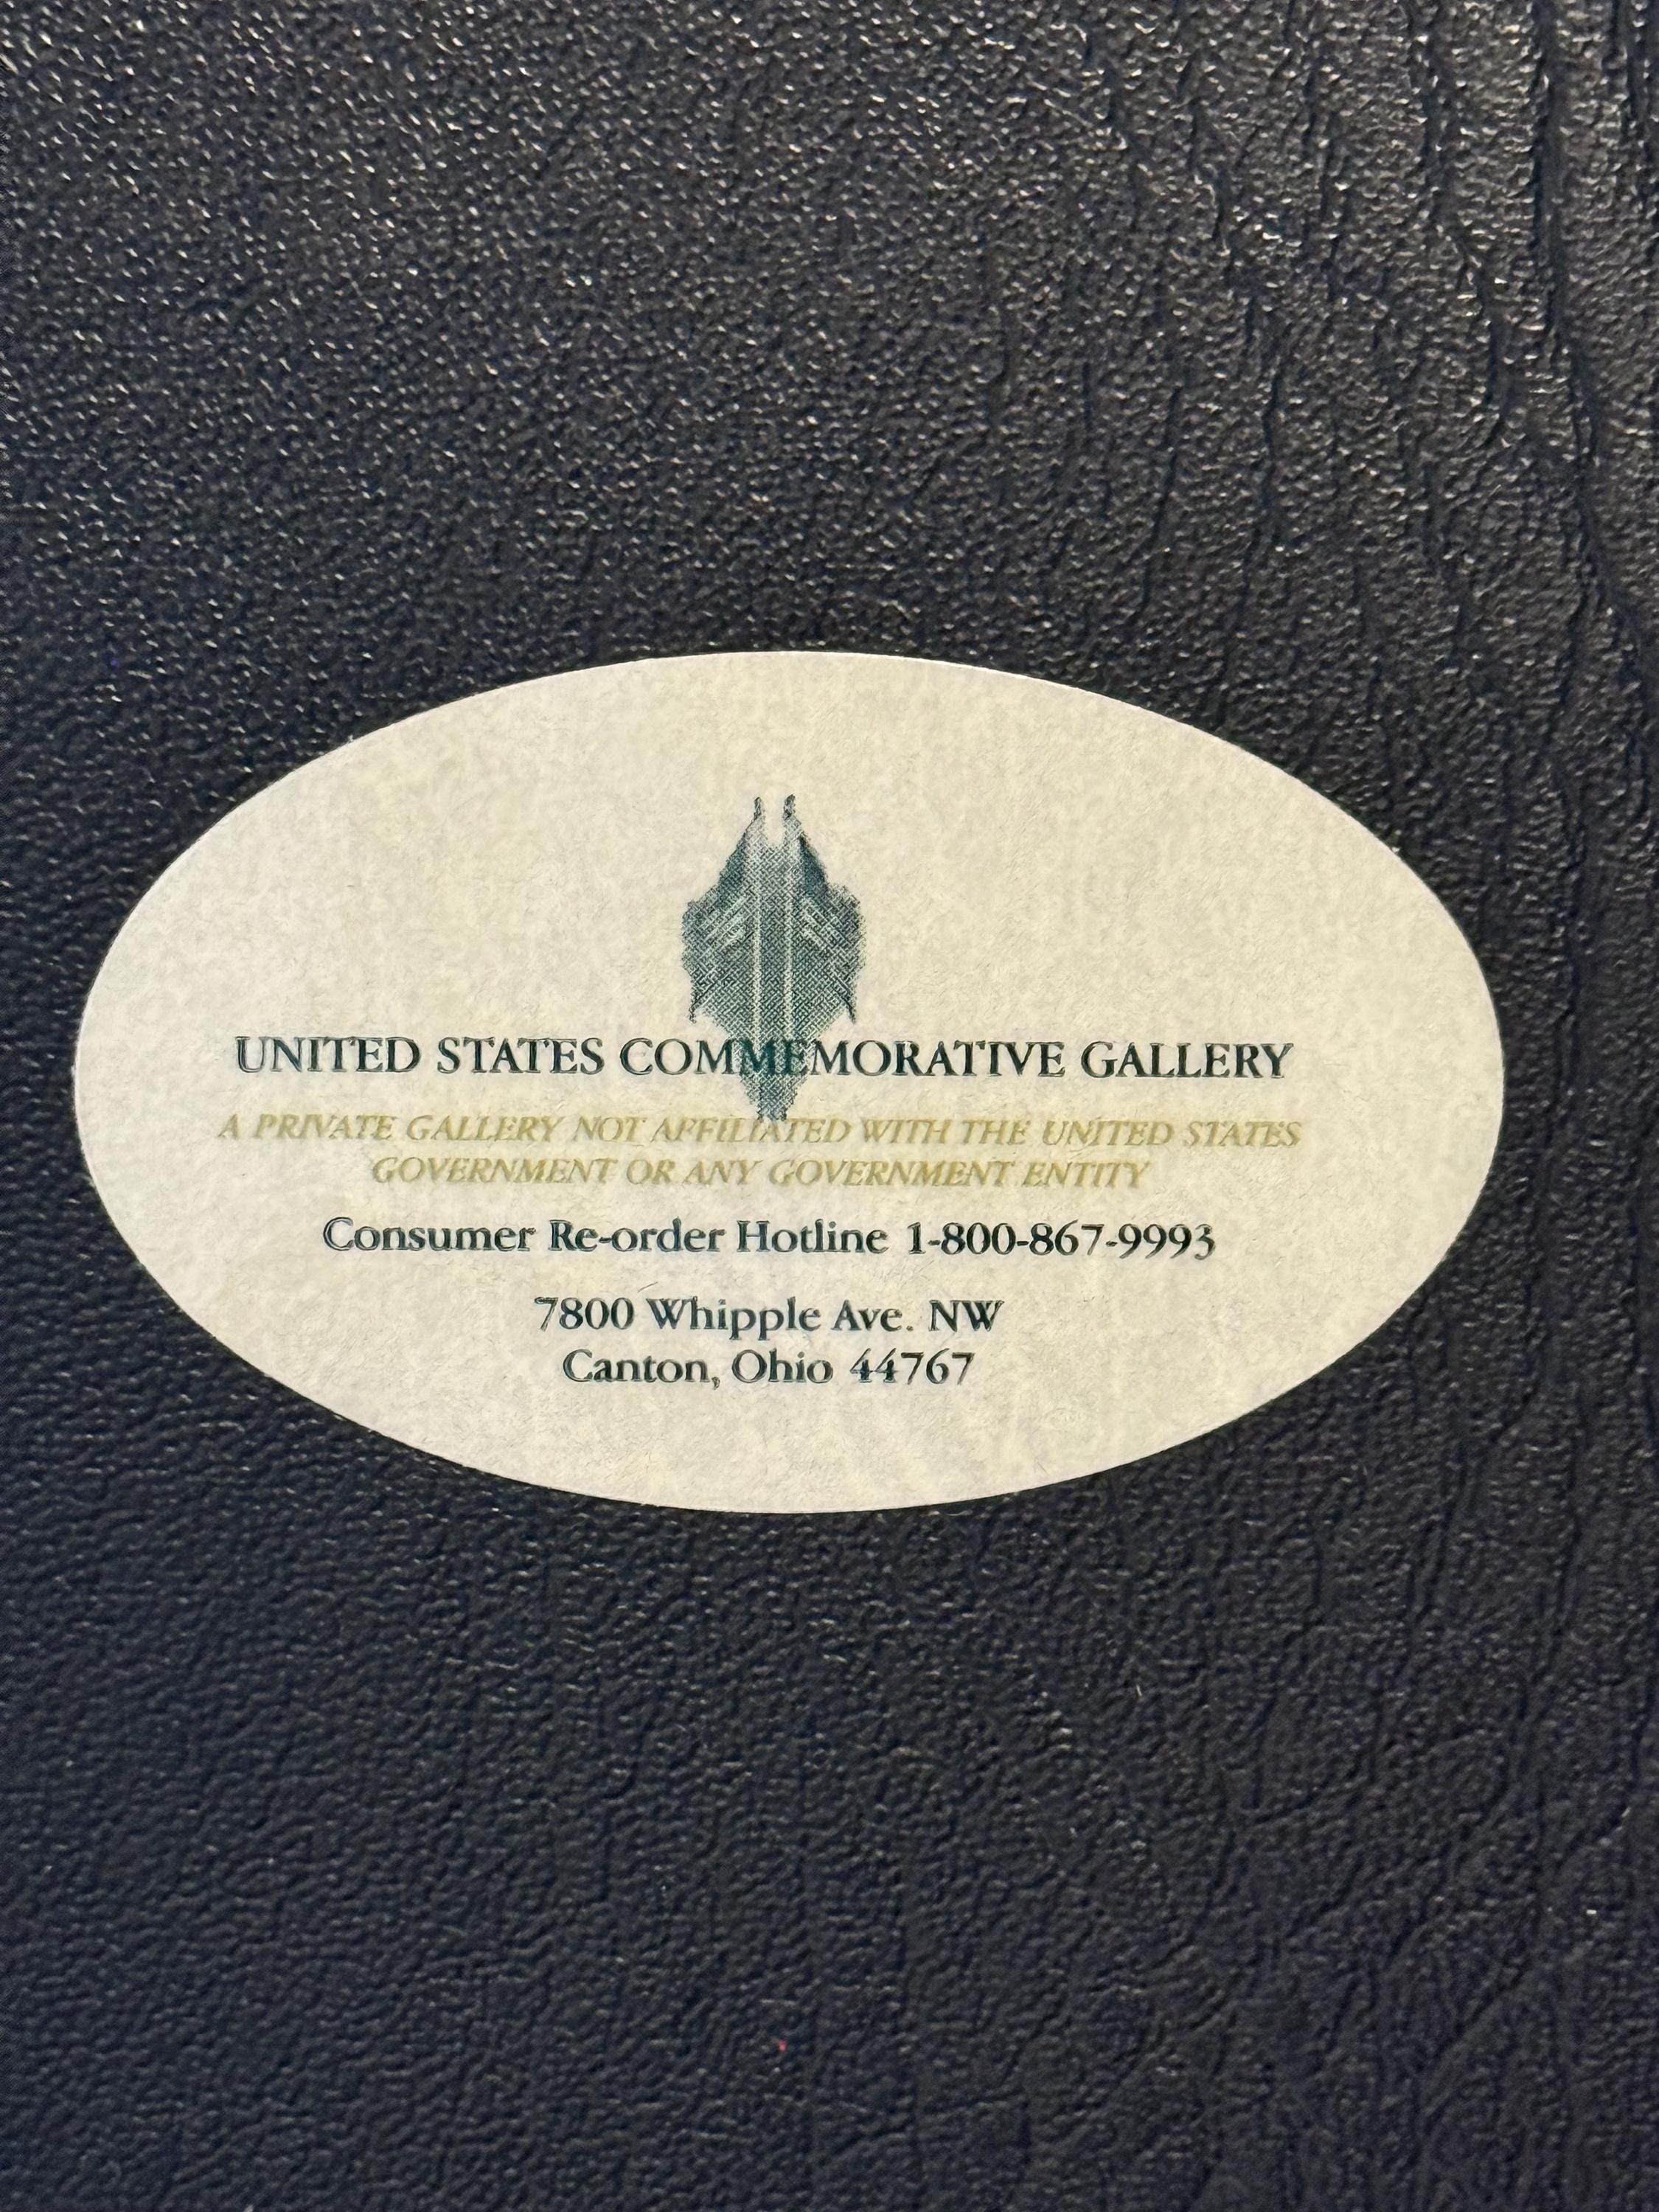 UNITED STATES COMMEMORATIVE GALLERY
A PRIVATE GALLERY NOT AFFILIATED WITH THE UNITED STATES
GOVERNMENT OR ANY GOVERNMENT ENTITY
Consumer Re-order Hotline 1-800-867-9993
7800 Whipple Ave. NW
Canton, Ohio 44767